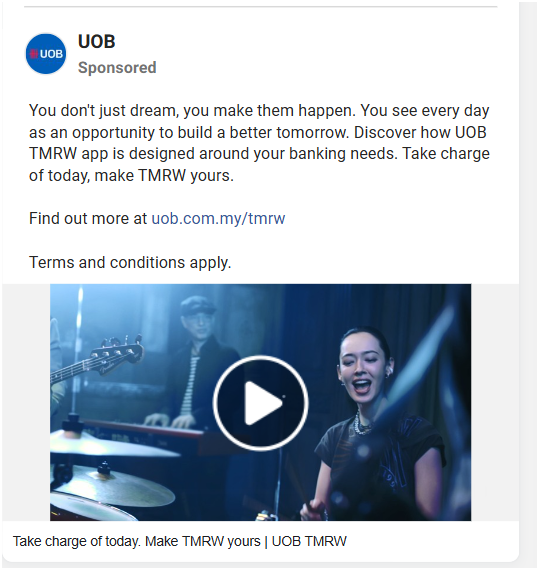 UOB
UOB
Sponsored
You don't just dream, you make them happen. You see every day
as an opportunity to build a better tomorrow. Discover how UOB
TMRW app is designed around your banking needs. Take charge
of today, make TMRW yours.
Find out more at uob.com.my/tmrw
Terms and conditions apply.
Take charge of today. Make TMRW yours | UOB TMRW